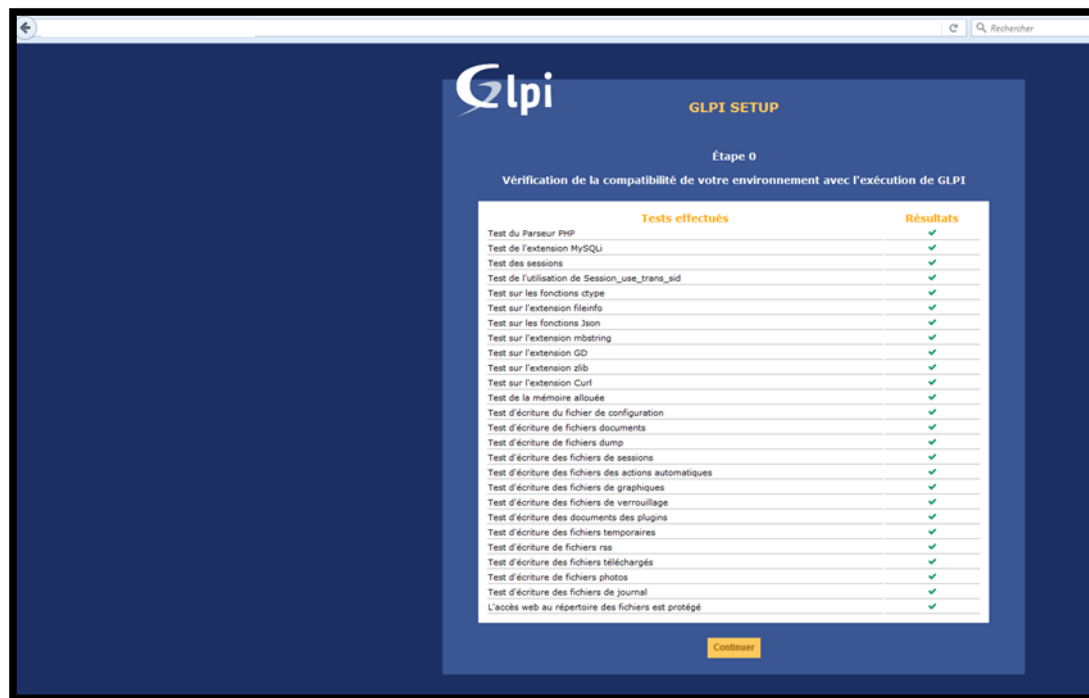 Rechercher
Glpi
GLPI SETUP
Étape 0
Vérification de la compatibilité de votre environnement avec l'exécution de GLPI
Tests effectués Résultats
Test du Parseur PHP
Test de l'extension MySQLi
Test des sessions
Test de l'utilisation de Session_use_trans_sid
Test sur les fonctions ctype
Test sur l'extension fileinfo
Test sur les fonctions Json
Test sur l'extension mbstring
Test sur l'extension GD
Test sur l'extension zlib
Test sur l'extension Curl
Test de la mémoire allouée
Test d'écriture du fichier de configuration
Test d'écriture de fichiers documents
Test d'écriture de fichiers dump
Test d'écriture des fichiers de sessions
Test d'écriture des fichiers des actions automatiques
Test d'écriture des fichiers de graphiques
Test d'écriture des fichiers de verrouillage
Test d'écriture des documents des plugins
Test d'écriture des fichiers temporaires
Test d'écriture de fichiers rss
Test d'écriture des fichiers téléchargés
Test d'écriture de fichiers photos
Test d'écriture des fichiers de journal
L'accès web au répertoire des fichiers est protégé
Continuer